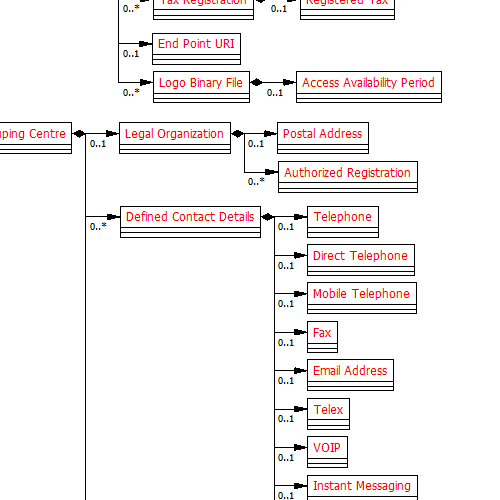 Tax Registration
Registered Tax
0..*
0..1
End Point URI
0..1
Logo Binary File
Access Availability Period
0..*
0..1
Centre
Legal Organization
Postal Address
0..1
0..1
Authorized Registration
0..*
Defined Contact Details
Telephone
0..*
0..1
Direct Telephone
0..1
Mobile Telephone
0..1
Fax
0..1
Email Address
0..1
Telex
0..1
VOIP
0..1
Instant Messaging
0..1